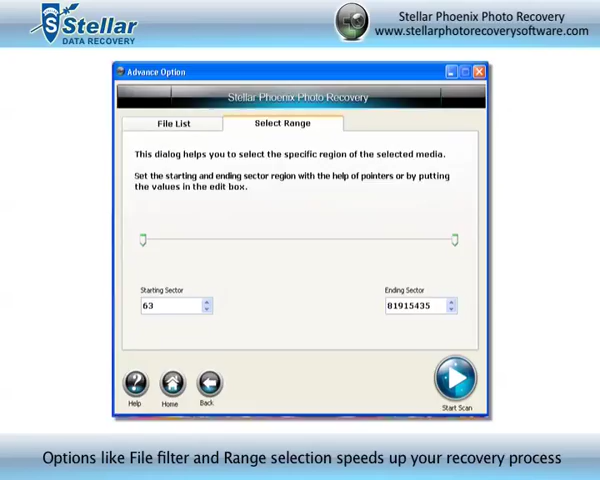 Stellar
DATA RECOVERY
Stellar Phoenix Photo Recovery
www.stellarphotorecoverysoftware.com
Advance Option
Stellar Phoenix Photo Recovery
File List
Select Range
This dialog helps you to select the specific region of the selected media.
Set the starting and ending sector region with the help of pointers or by putting
the values in the edit box.
Starting Sector
Ending Sector
63
81915435
Help
Home
Back
Start Scan
Options like File filter and Range selection speeds up your recovery process